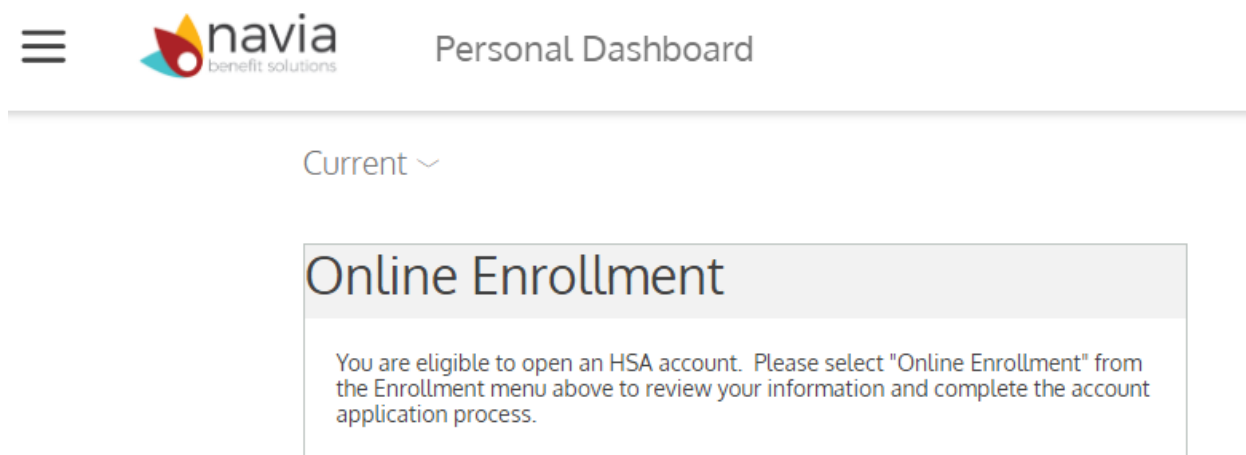 navia
benefit solutions
Personal Dashboard
Current
Online Enrollment
You are eligible to open an HSA account.  Please select "Online Enrollment" from
the Enrollment menu above to review your information and complete the account
application process.